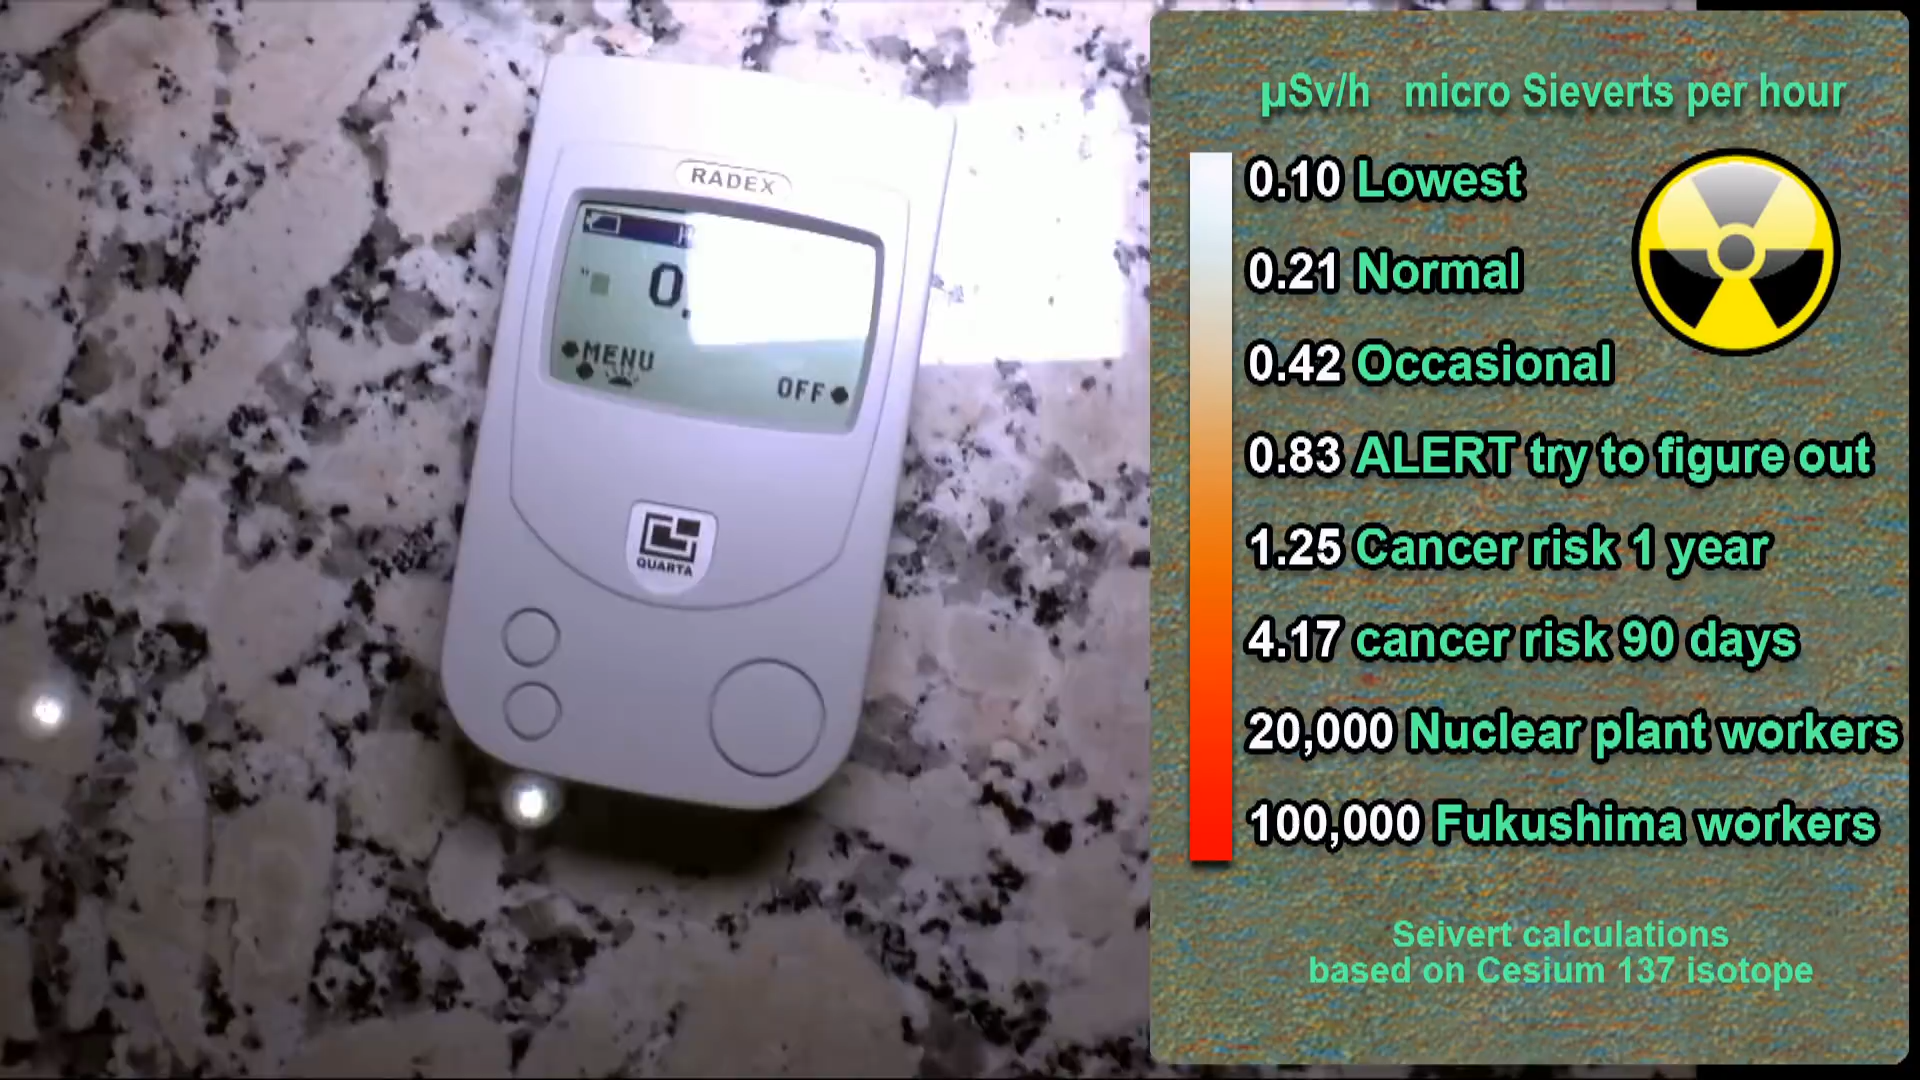 RADEX
0.
MENU
OFF
QUARTA
µSv/h micro Sieverts per hour
0.10 Lowest
0.21 Normal
0.42 Occasional
0.83 ALERT try to figure out
1.25 Cancer risk 1 year
4.17 cancer risk 90 days
20,000 Nuclear plant workers
100,000 Fukushima workers
Seivert calculations
based on Cesium 137 isotope